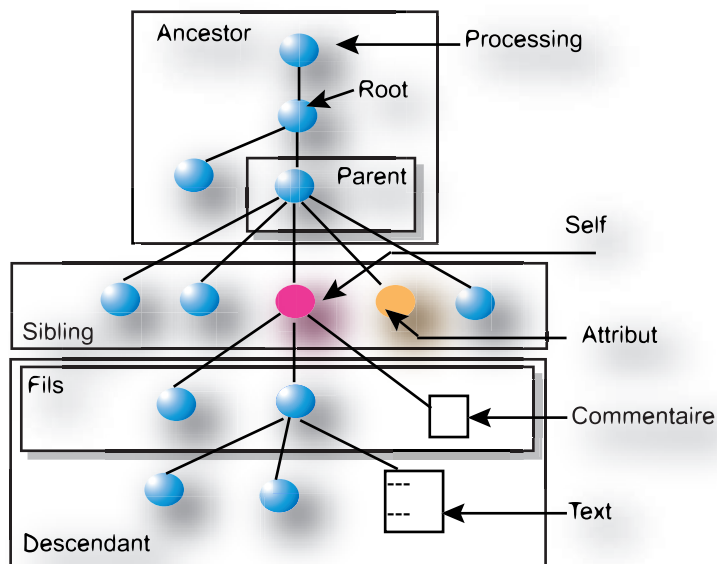 Ancestor
Processing
Root
Parent
Self
Sibling
Attribut
Fils
Commentaire
---
---
Text
Descendant